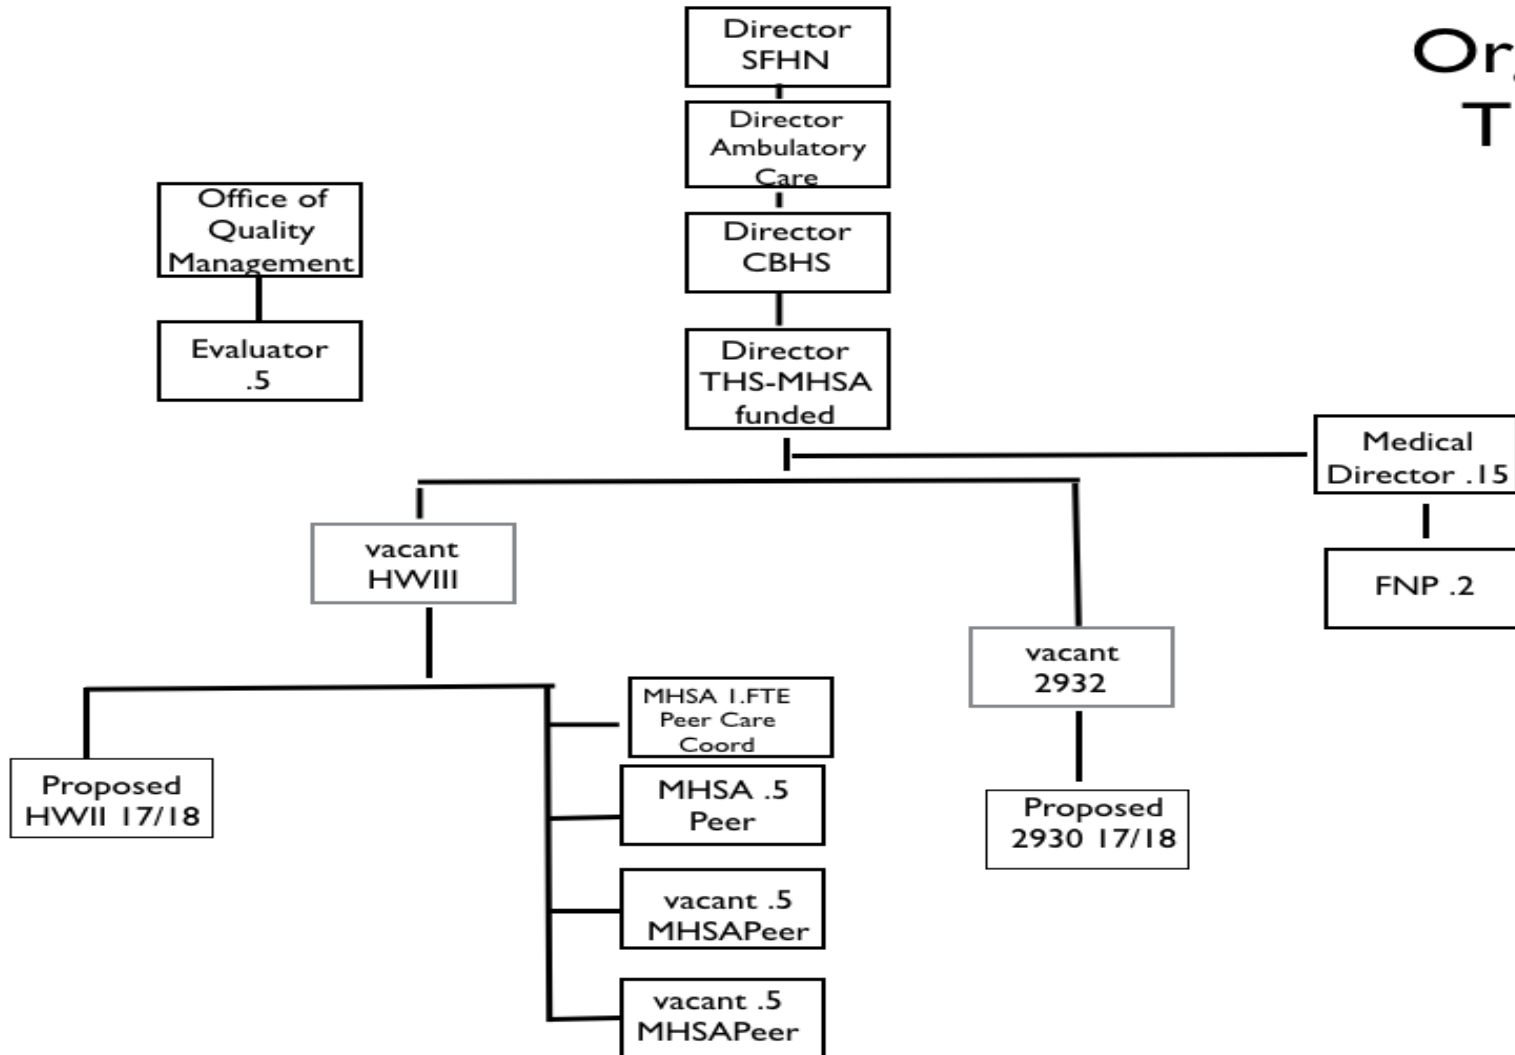 Director
SFHN
Director
Ambulatory
Care
Director
CBHS
Director
THS-MHSA
funded
Office of
Quality
Management
Evaluator
.5
Medical
Director .15
FNP .2
vacant
HWIII
vacant
2932
Proposed
HWII 17/18
MHSA 1.FTE
Peer Care
Coord
MHSA .5
Peer
vacant .5
MHSAPeer
vacant .5
MHSAPeer
Proposed
2930 17/18